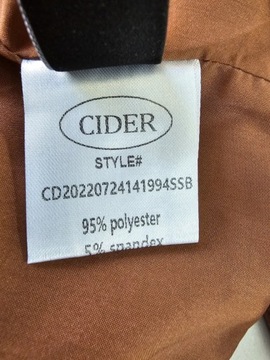 CIDER
STYLE#
CD20220724141994SSB
95% polyester
5% spandex